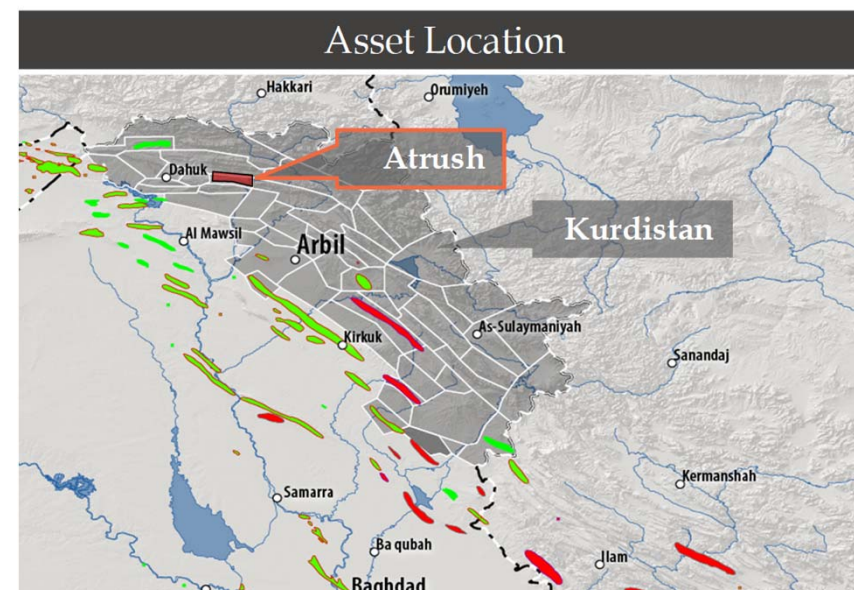 Asset Location
Hakkari
Orumiyeh
Atrush
Dahuk
Kurdistan
Al Mawsil
Arbil
As-Sulaymaniyah
Kirkuk
Sanandaj
Kermanshah
Samarra
Ba qubah
Ilam
Baghdad